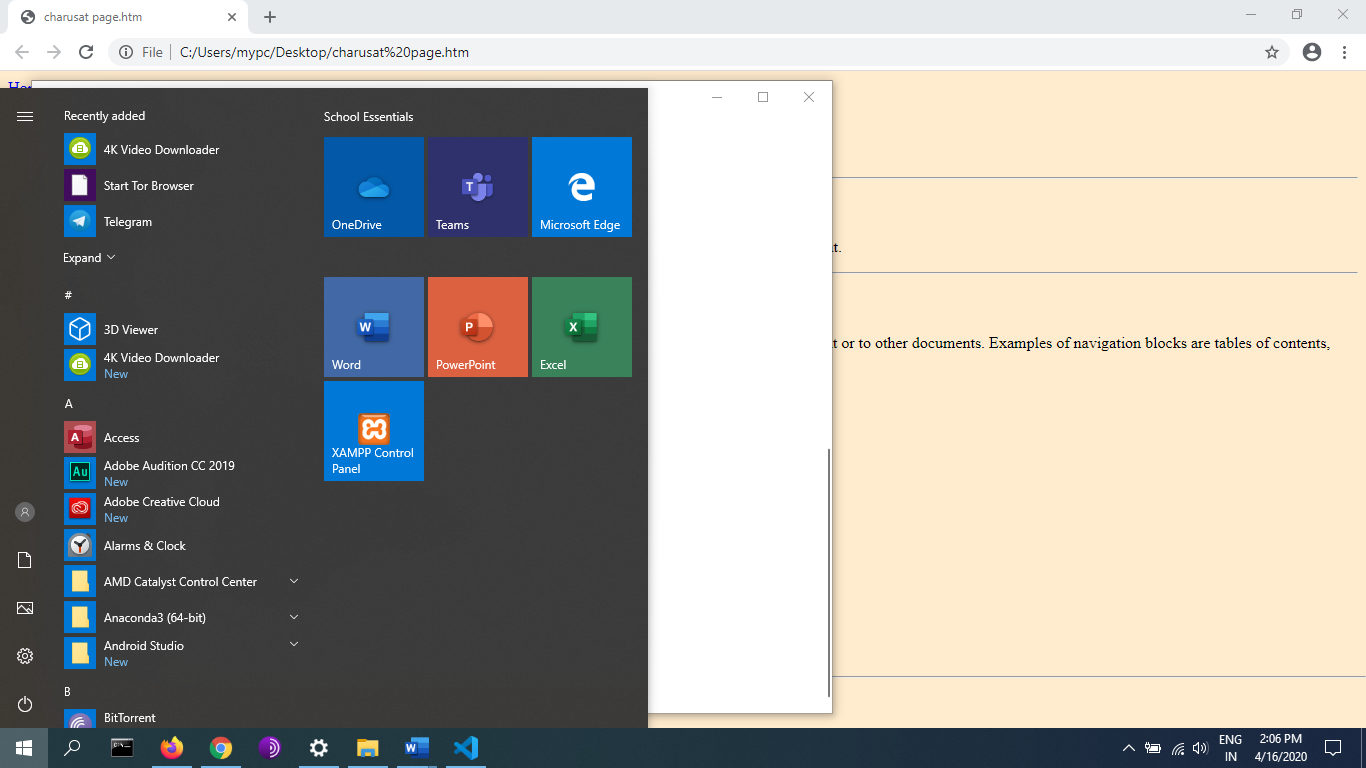 charusat page.htm
File
C:/Users/mypc/Desktop/charusat%20page.htm
Recently added
4K Video Downloader
Start Tor Browser
Telegram
Expand
#
3D Viewer
4K Video Downloader
New
A
Access
Adobe Audition CC 2019
New
Adobe Creative Cloud
New
Alarms & Clock
AMD Catalyst Control Center
Anaconda3 (64-bit)
Android Studio
New
B
BitTorrent
School Essentials
OneDrive
Teams
Microsoft Edge
Word
PowerPoint
Excel
XAMPP Control
Panel
t.
t or to other documents. Examples of navigation blocks are tables of contents,
ENG
IN
2:06 PM
4/16/2020